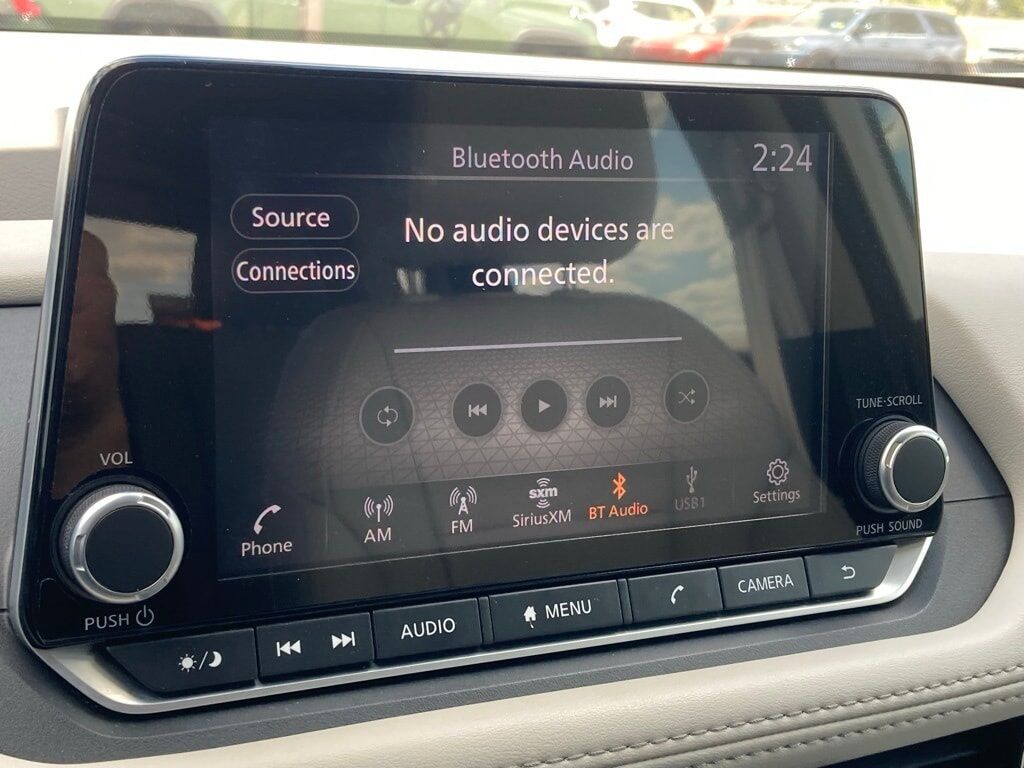 Bluetooth Audio
2:24
Source
Connections
No audio devices are
connected.
VOL
TUNE·SCROLL
Phone
AM
FM
sxm
SiriusXM
BT Audio
USB1
Settings
PUSH
PUSH SOUND
AUDIO
MENU
CAMERA